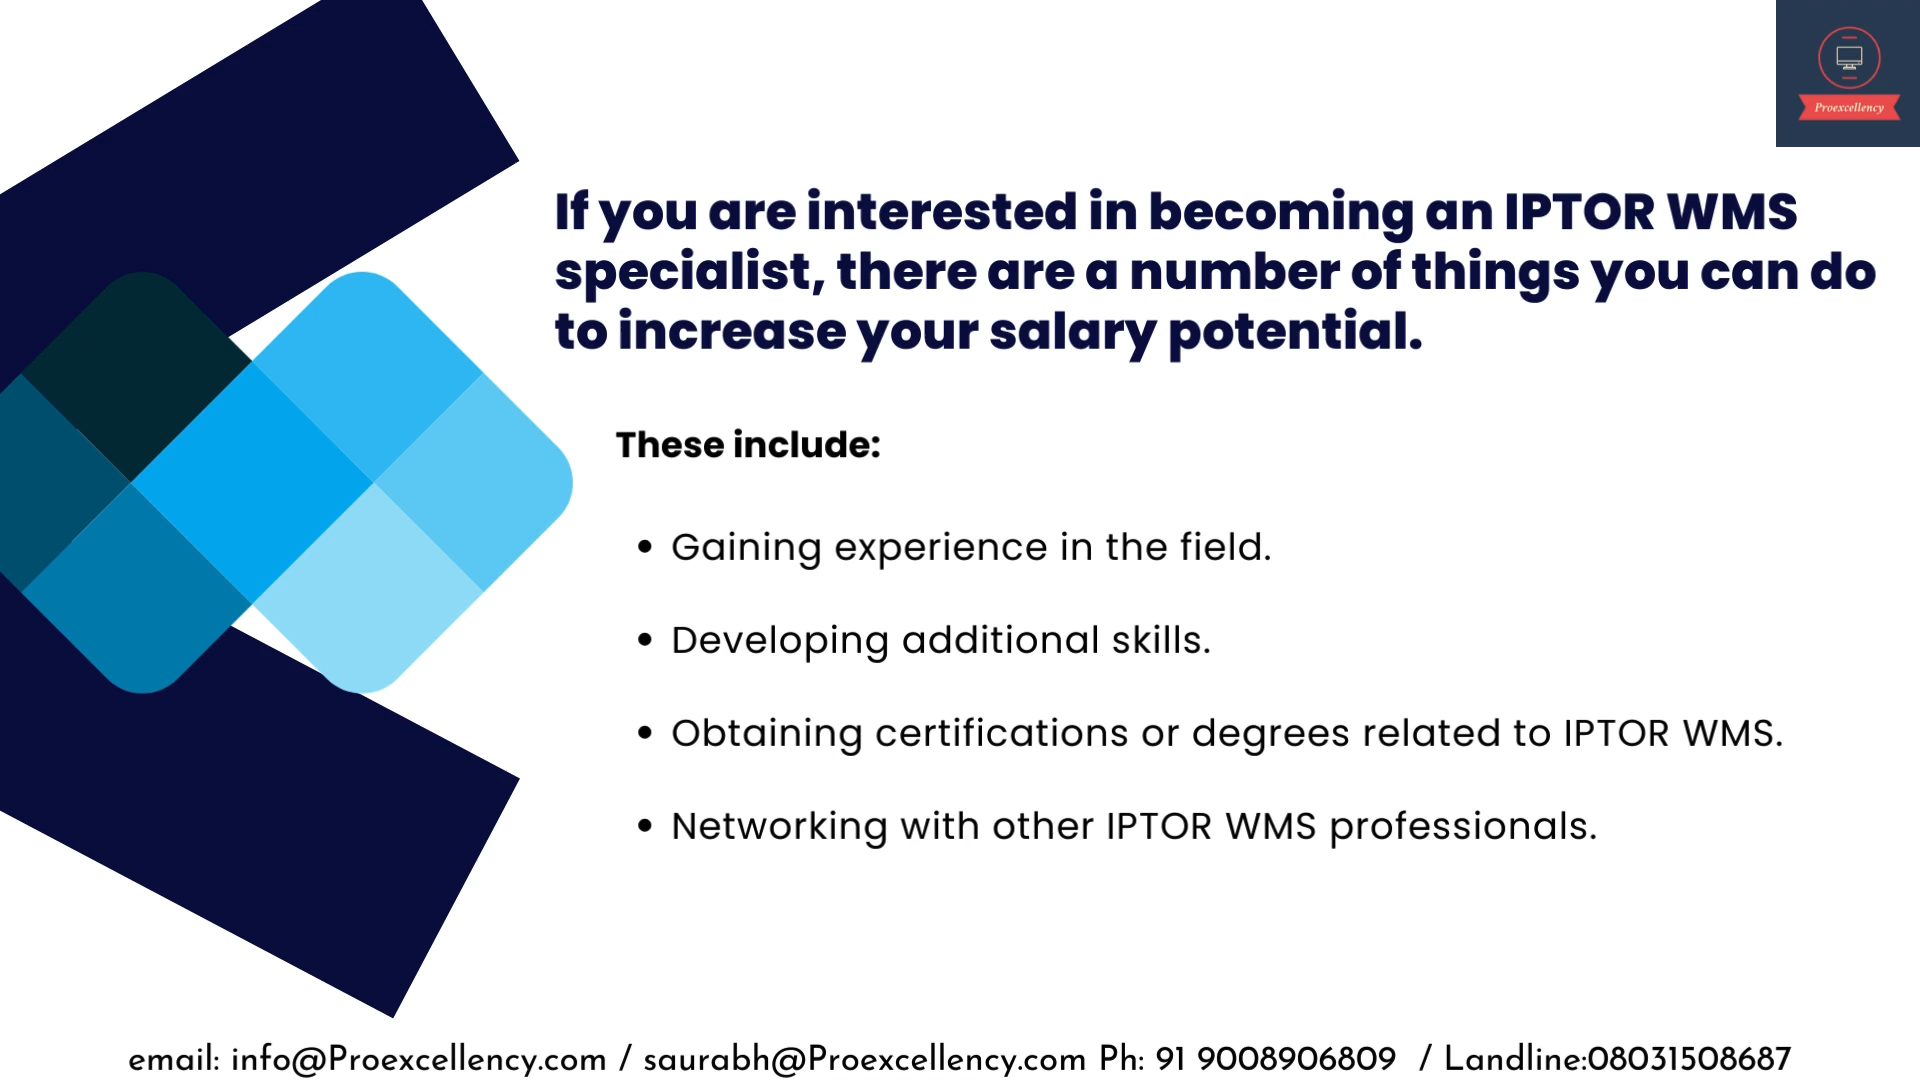 Proexcellency
If you are interested in becoming an IPTOR WMS
specialist, there are a number of things you can do
to increase your salary potential.
These include:
• Gaining experience in the field.
• Developing additional skills.
• Obtaining certifications or degrees related to IPTOR WMS.
• Networking with other IPTOR WMS professionals.
email: info@Proexcellency.com / saurabh@Proexcellency.com Ph: 91 9008906809 / Landline:08031508687